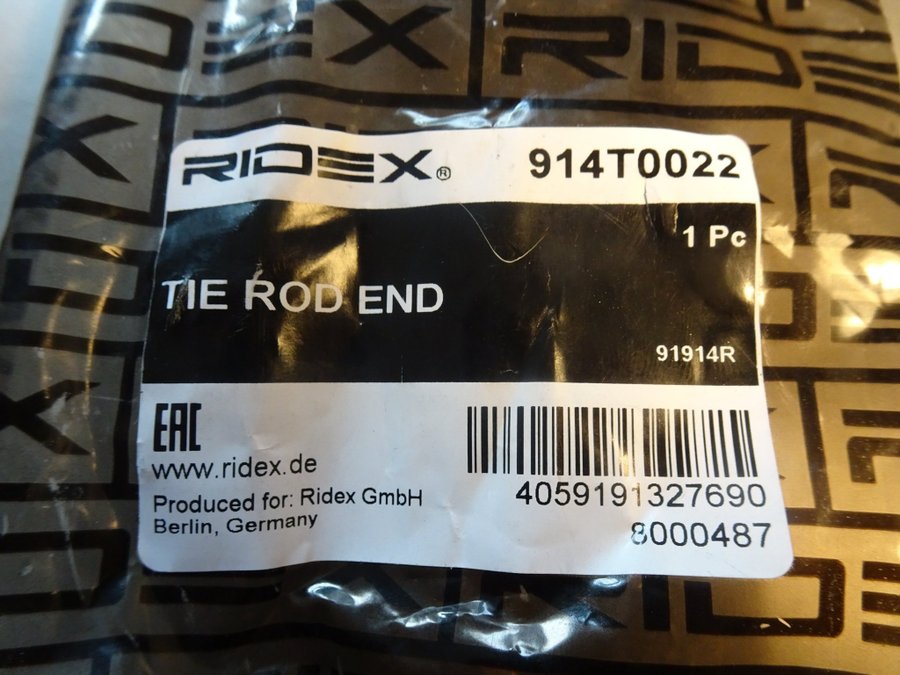 RIDEX® 914T0022
1 Pc
TIE ROD END
91914R
EAC
www.ridex.de
Produced for: Ridex GmbH
Berlin, Germany
4059191327690
8000487
RIDEX